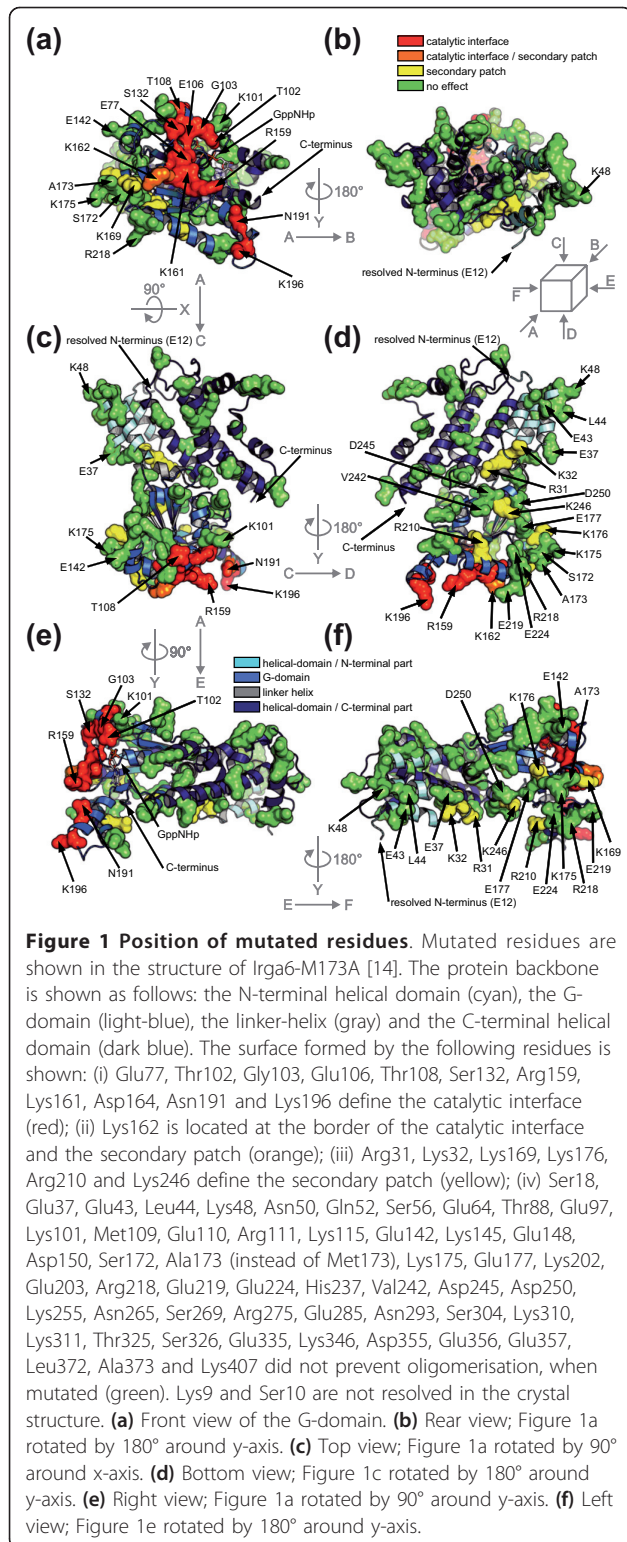 (a)
T108
E106
G103
S132
K101
E77
T102
GppNHp
E142
R159
K162
C-terminus
A173
K175
S172
N191
K169
R218
K161
K196
(b)
catalytic interface
catalytic interface / secondary patch
secondary patch
no effect
K48
resolved N-terminus (E12)
180°
Y
A B
C
B
F
E
A
D
90°
X
A
C
(c)
resolved N-terminus (E12)
K48
E37
C-terminus
K175
K101
E142
N191
T108
K196
R159
180°
Y
C D
(d)
resolved N-terminus (E12)
K48
L44
D245
E43
E37
V242
K32
R31
D250
K246
R210
E177
C-terminus
K176
K175
S172
K196
A173
R159
R218
K162
E224
E219
A
90°
Y
E
(e)
G103
S132
K101
T102
R159
GppNHp
C-terminus
N191
K196
helical-domain / N-terminal part
G-domain
linker helix
helical-domain / C-terminal part
180°
Y
E F
(f)
E142
K176
A173
D250
K48
E43
E37
K246
K169
L44
K32
R210
E219
R31
K175
E177
E224
R218
resolved N-terminus (E12)
Figure 1 Position of mutated residues. Mutated residues are
shown in the structure of Irga6-M173A [14]. The protein backbone
is shown as follows: the N-terminal helical domain (cyan), the G-
domain (light-blue), the linker-helix (gray) and the C-terminal helical
domain (dark blue). The surface formed by the following residues is
shown: (i) Glu77, Thr102, Gly103, Glu106, Thr108, Ser132, Arg159,
Lys161, Asp164, Asn191 and Lys196 define the catalytic interface
(red); (ii) Lys162 is located at the border of the catalytic interface
and the secondary patch (orange); (iii) Arg31, Lys32, Lys169, Lys176,
Arg210 and Lys246 define the secondary patch (yellow); (iv) Ser18,
Glu37, Glu43, Leu44, Lys48, Asn50, Gln52, Ser56, Glu64, Thr88, Glu97,
Lys101, Met109, Glu110, Arg111, Lys115, Glu142, Lys145, Glu148,
Asp150, Ser172, Ala173 (instead of Met173), Lys175, Glu177, Lys202,
Glu203, Arg218, Glu219, Glu224, His237, Val242, Asp245, Asp250,
Lys255, Asn265, Ser269, Arg275, Glu285, Asn293, Ser304, Lys310,
Lys311, Thr325, Ser326, Glu335, Lys346, Asp355, Glu356, Glu357,
Leu372, Ala373 and Lys407 did not prevent oligomerisation, when
mutated (green). Lys9 and Ser10 are not resolved in the crystal
structure. (a) Front view of the G-domain. (b) Rear view; Figure 1a
rotated by 180° around y-axis. (c) Top view; Figure 1a rotated by 90°
around x-axis. (d) Bottom view; Figure 1c rotated by 180° around
y-axis. (e) Right view; Figure 1a rotated by 90° around y-axis. (f) Left
view; Figure 1e rotated by 180° around y-axis.